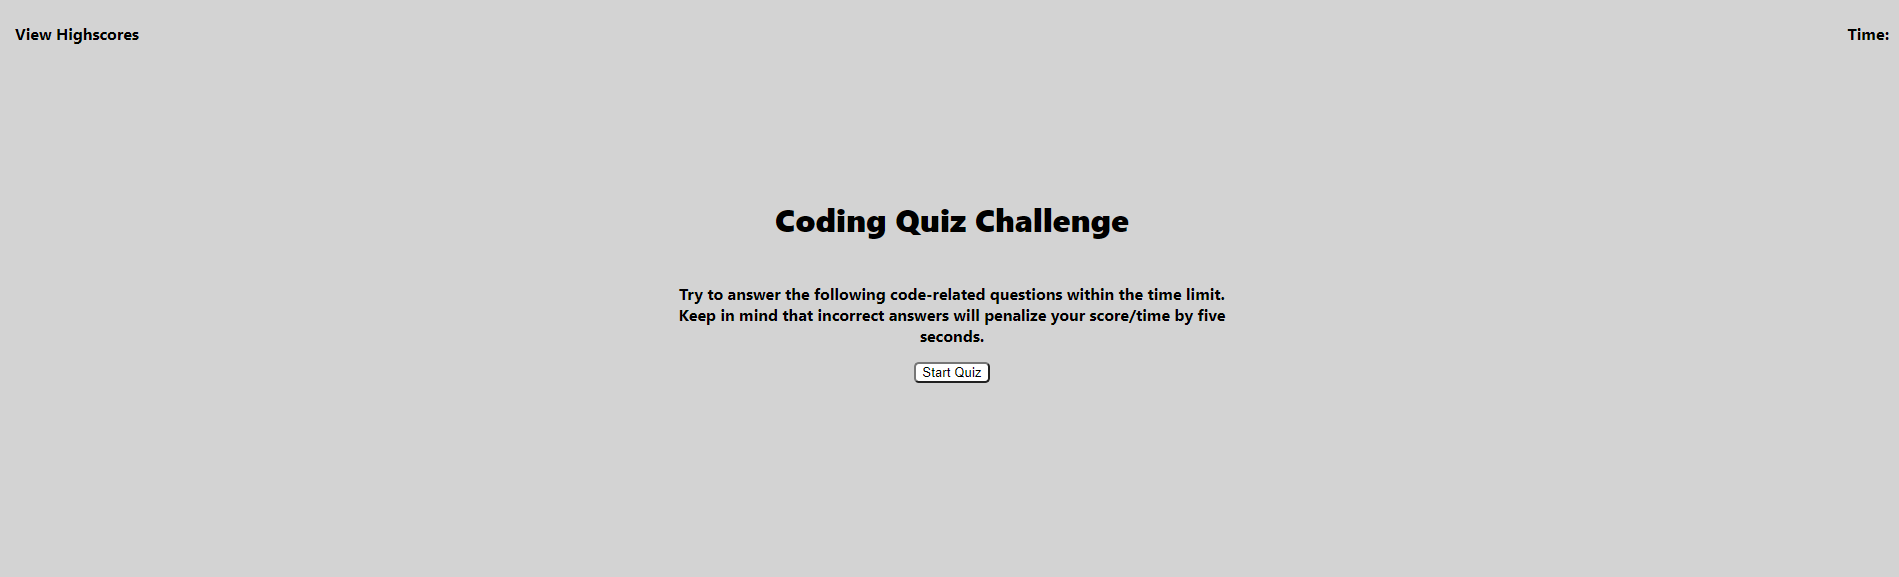 View Highscores
Time:
Coding Quiz Challenge
Try to answer the following code-related questions within the time limit.
Keep in mind that incorrect answers will penalize your score/time by five
seconds.
Start Quiz